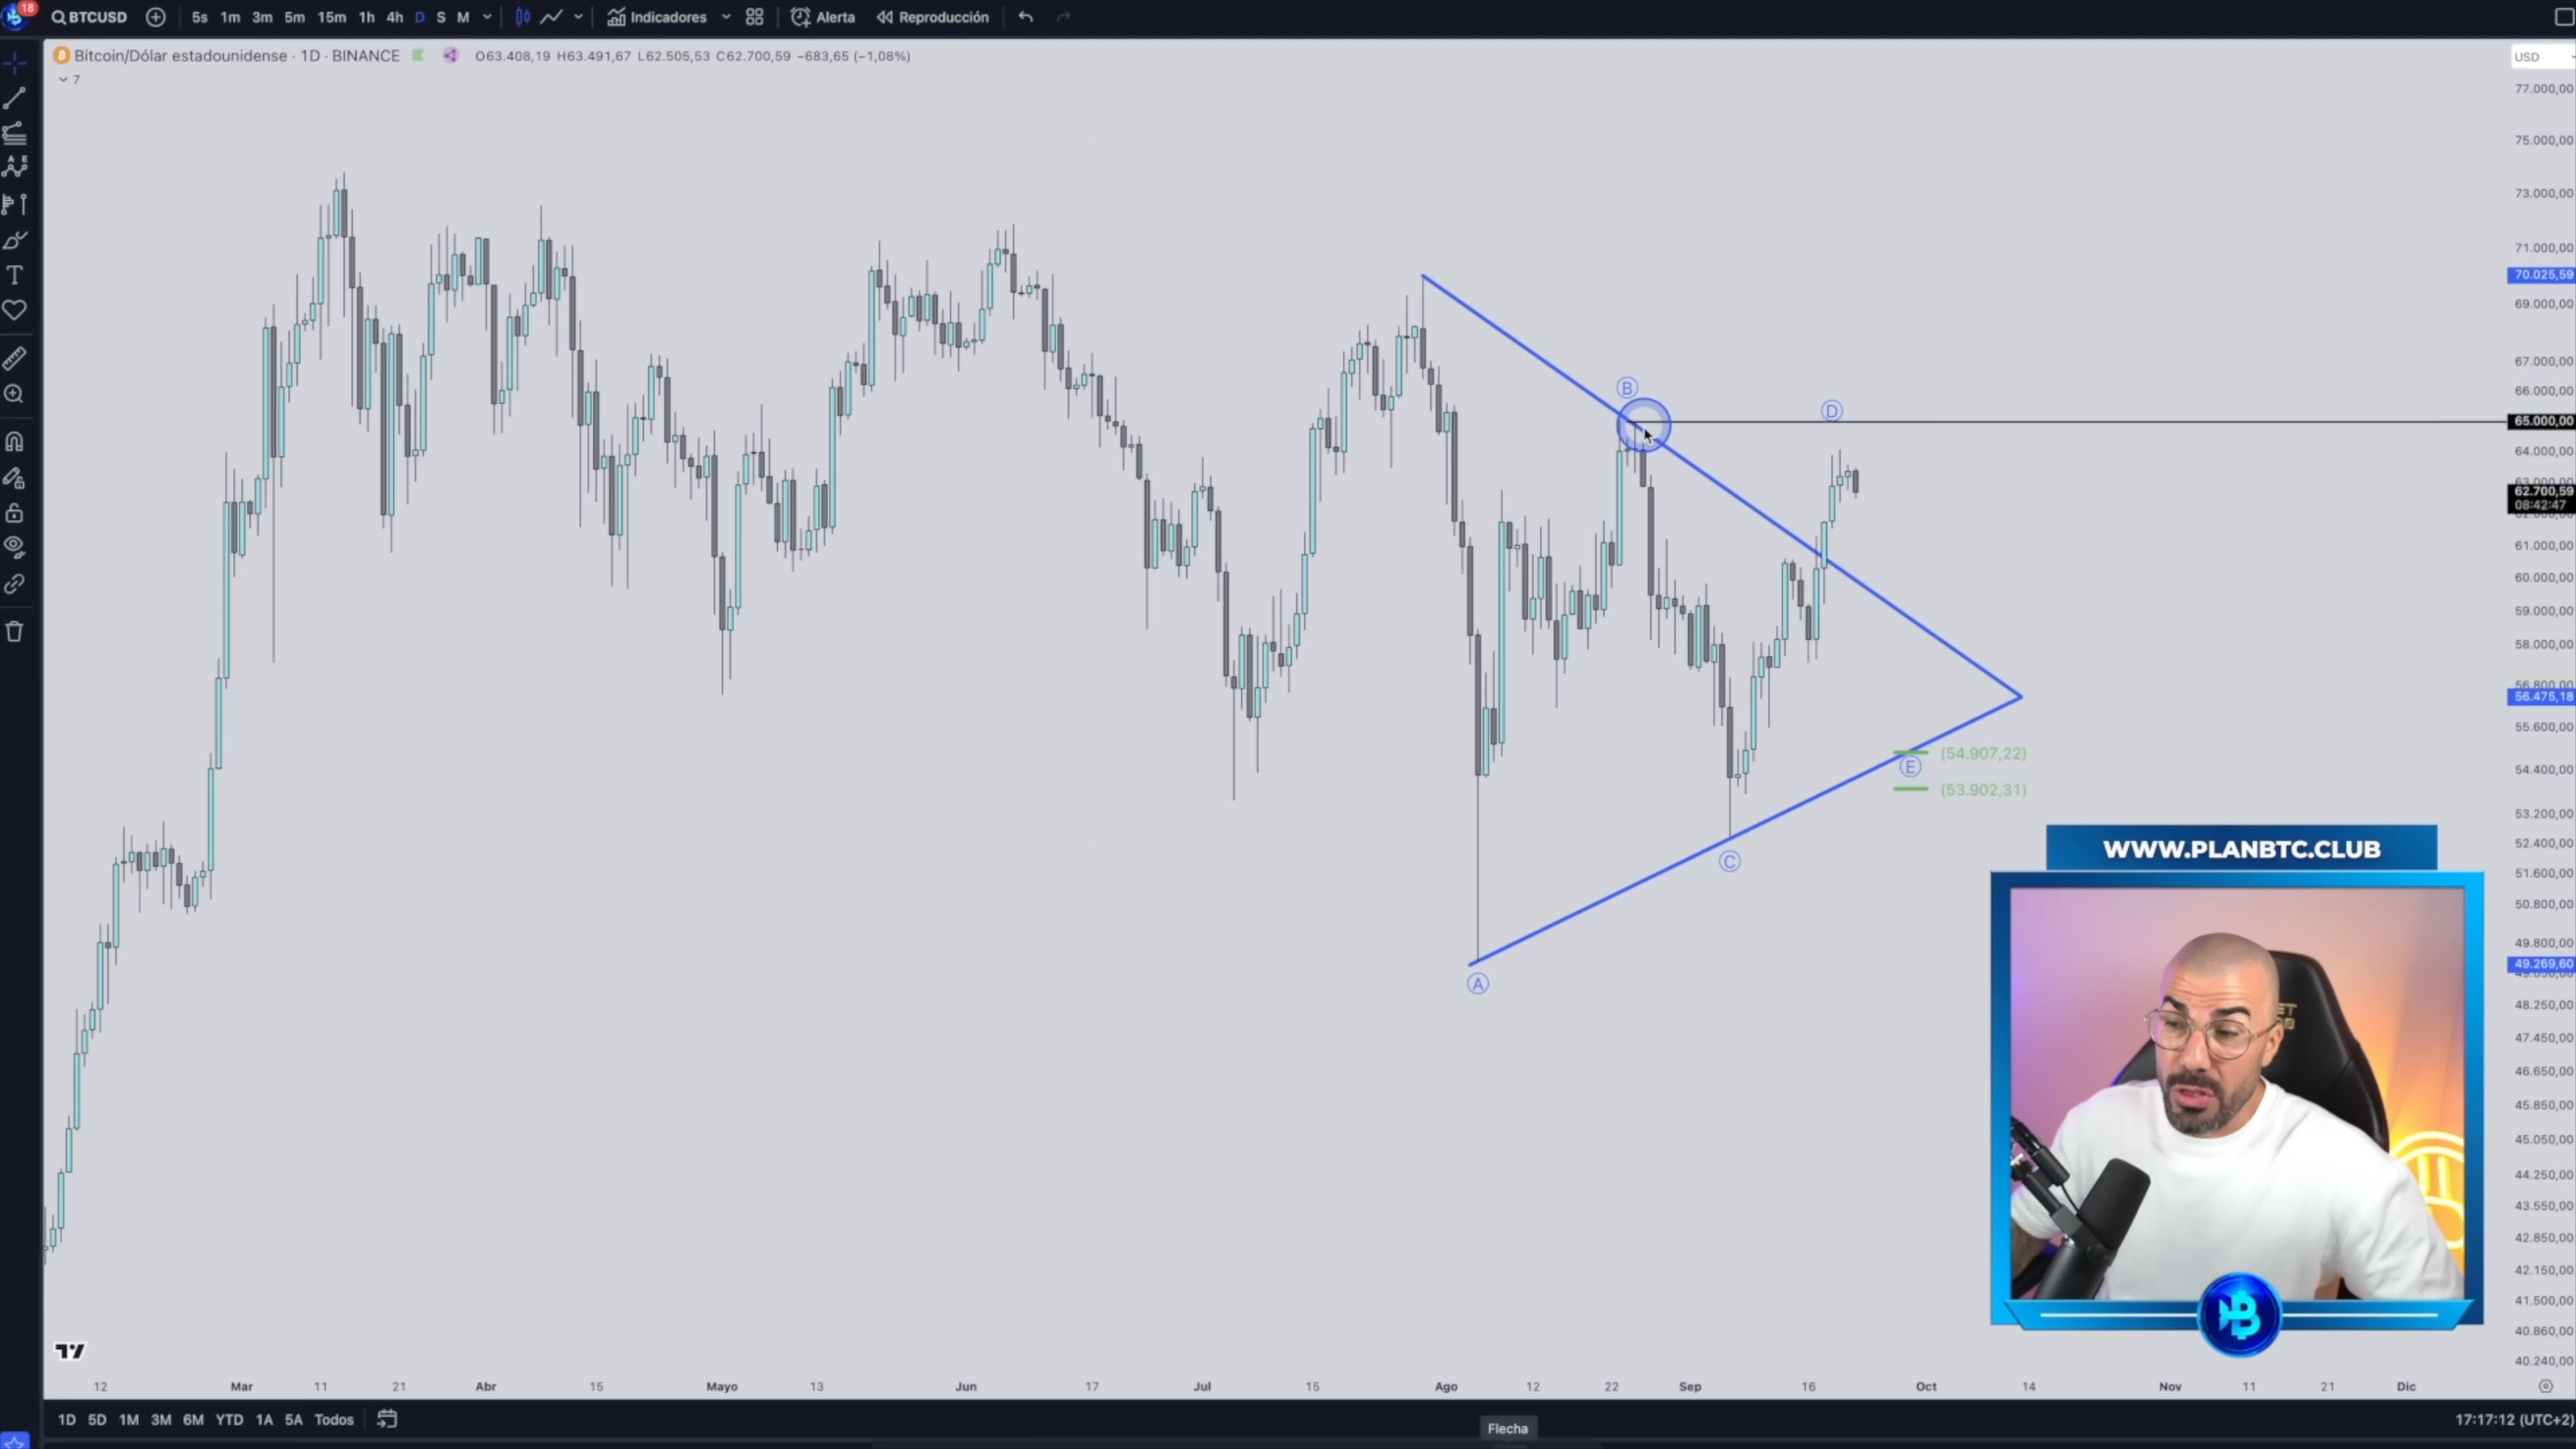 18
BTCUSD
5s 1m 3m 5m 15m 1h 4h D S M
Indicadores
Alerta
Reproducción
Bitcoin/Dólar estadounidense · 1D · BINANCE
O63.408,19 H63.491,67 L62.505,53 C62.700,59 −683,65 (−1,08%)
7
USD
77.000,00
75.000,00
73.000,00
71.000,00
70.025,59
69.000,00
67.000,00
66.000,00
65.000,00
64.000,00
62.700,59
08:42:47
61.000,00
60.000,00
59.000,00
58.000,00
56.800,00
56.475,18
55.600,00
54.400,00
53.200,00
52.400,00
51.600,00
50.800,00
49.800,00
49.269,60
48.250,00
47.450,00
46.650,00
45.850,00
45.050,00
44.250,00
43.550,00
42.850,00
42.150,00
41.500,00
40.860,00
40.240,00
B
D
(54.907,22)
E
(53.902,31)
C
A
WWW.PLANBTC.CLUB
12 Mar 11 21 Abr 15 Mayo 13 Jun 17 Jul 15 Ago 12 22 Sep 16 Oct 14 Nov 11 21 Dic
1D 5D 1M 3M 6M YTD 1A 5A Todos
Flecha
17:17:12 (UTC+2)